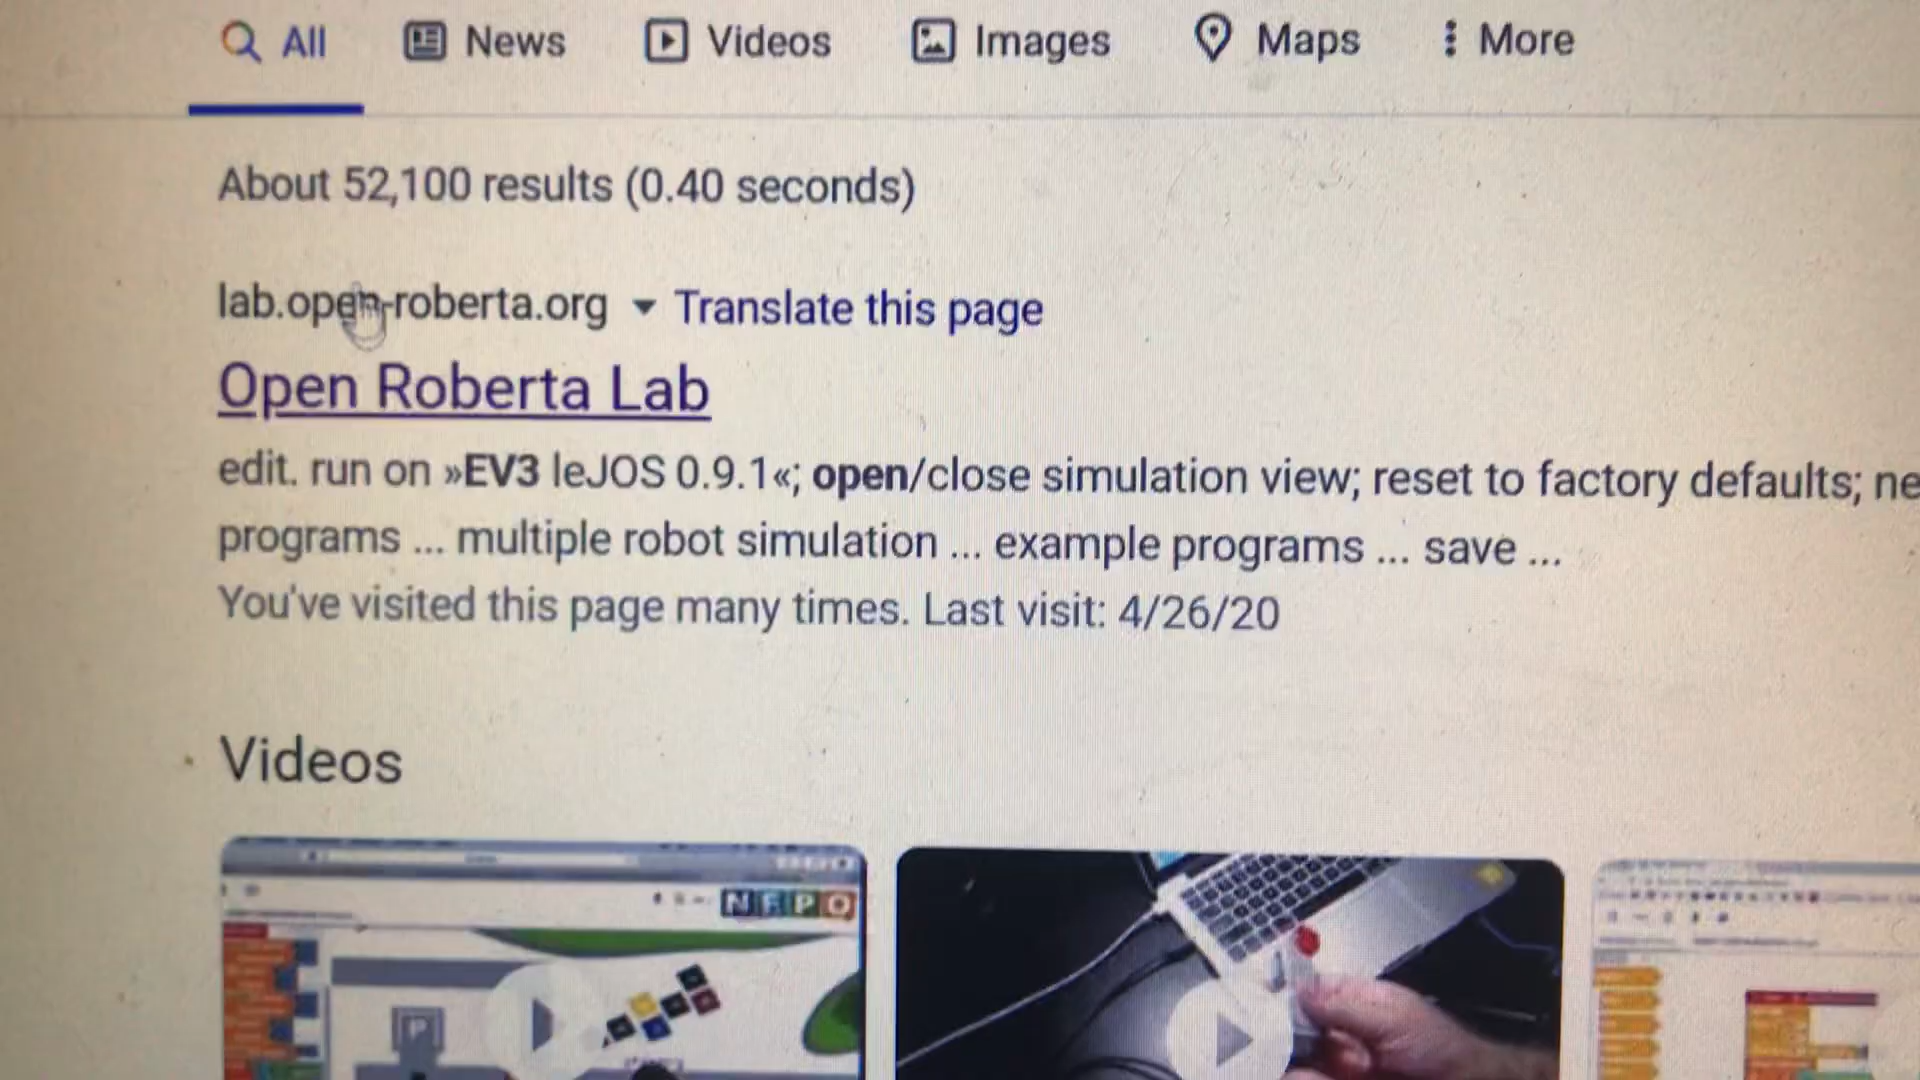 All News Videos Images Maps More
About 52,100 results (0.40 seconds)
lab.open-roberta.org Translate this page
Open Roberta Lab
edit. run on »EV3 leJOS 0.9.1«; open/close simulation view; reset to factory defaults; ne
programs ... multiple robot simulation ... example programs ... save ...
You've visited this page many times. Last visit: 4/26/20
Videos
NEPO
P